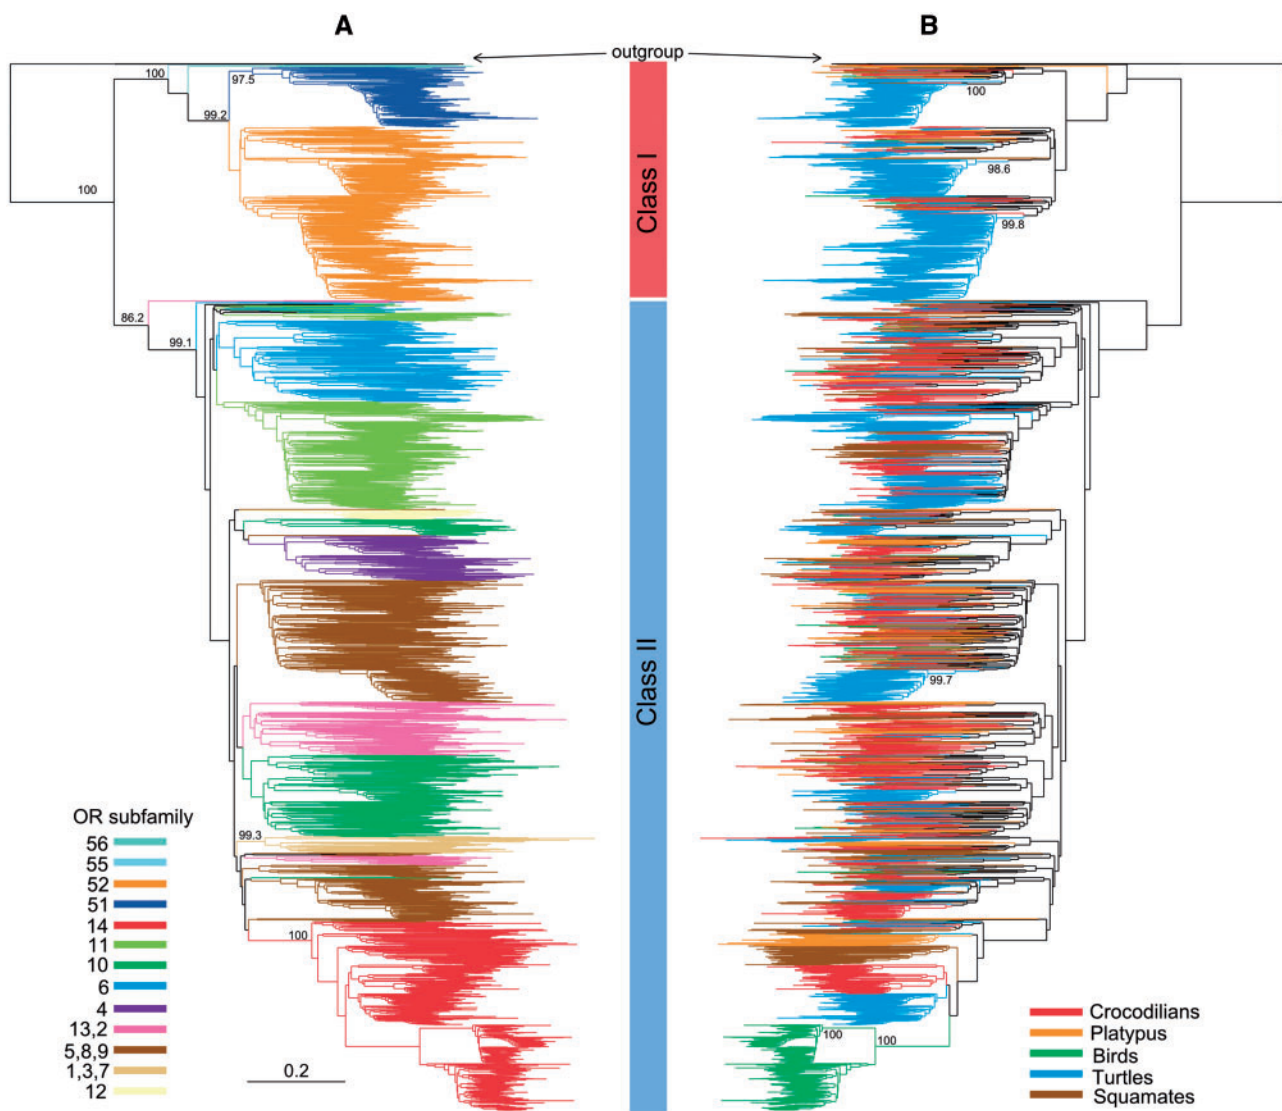 A
B
outgroup
100
97.5
99.2
100
100
98.6
99.8
Class I
86.2
99.1
99.7
Class II
99.3
100
100
100
OR subfamily
56
55
52
51
14
11
10
6
4
13,2
5,8,9
1,3,7
12
0.2
Crocodilians
Platypus
Birds
Turtles
Squamates